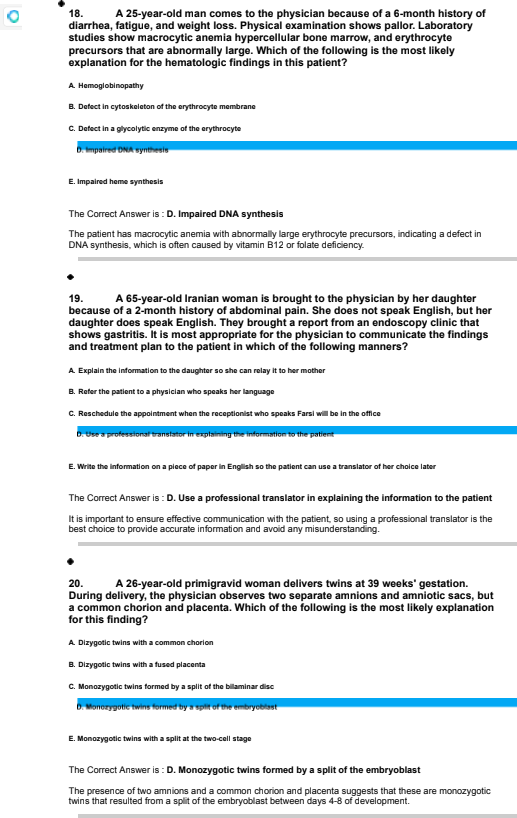 18. A 25-year-old man comes to the physician because of a 6-month history of
diarrhea, fatigue, and weight loss. Physical examination shows pallor. Laboratory
studies show macrocytic anemia hypercellular bone marrow, and erythrocyte
precursors that are abnormally large. Which of the following is the most likely
explanation for the hematologic findings in this patient?
A. Hemoglobinopathy
B. Defect in cytoskeleton of the erythrocyte membrane
C. Defect in a glycolytic enzyme of the erythrocyte
D. Impaired DNA synthesis
E. Impaired heme synthesis
The Correct Answer is : D. Impaired DNA synthesis
The patient has macrocytic anemia with abnormally large erythrocyte precursors, indicating a defect in
DNA synthesis, which is often caused by vitamin B12 or folate deficiency.
19. A 65-year-old Iranian woman is brought to the physician by her daughter
because of a 2-month history of abdominal pain. She does not speak English, but her
daughter does speak English. They brought a report from an endoscopy clinic that
shows gastritis. It is most appropriate for the physician to communicate the findings
and treatment plan to the patient in which of the following manners?
A. Explain the information to the daughter so she can relay it to her mother
B. Refer the patient to a physician who speaks her language
C. Reschedule the appointment when the receptionist who speaks Farsi will be in the office
D. Use a professional translator in explaining the information to the patient
E. Write the information on a piece of paper in English so the patient can use a translator of her choice later
The Correct Answer is : D. Use a professional translator in explaining the information to the patient
It is important to ensure effective communication with the patient, so using a professional translator is the
best choice to provide accurate information and avoid any misunderstanding.
20. A 26-year-old primigravid woman delivers twins at 39 weeks' gestation.
During delivery, the physician observes two separate amnions and amniotic sacs, but
a common chorion and placenta. Which of the following is the most likely explanation
for this finding?
A. Dizygotic twins with a common chorion
B. Dizygotic twins with a fused placenta
C. Monozygotic twins formed by a split of the bilaminar disc
D. Monozygotic twins formed by a split of the embryoblast
E. Monozygotic twins with a split at the two-cell stage
The Correct Answer is : D. Monozygotic twins formed by a split of the embryoblast
The presence of two amnions and a common chorion and placenta suggests that these are monozygotic
twins that resulted from a split of the embryoblast between days 4-8 of development.